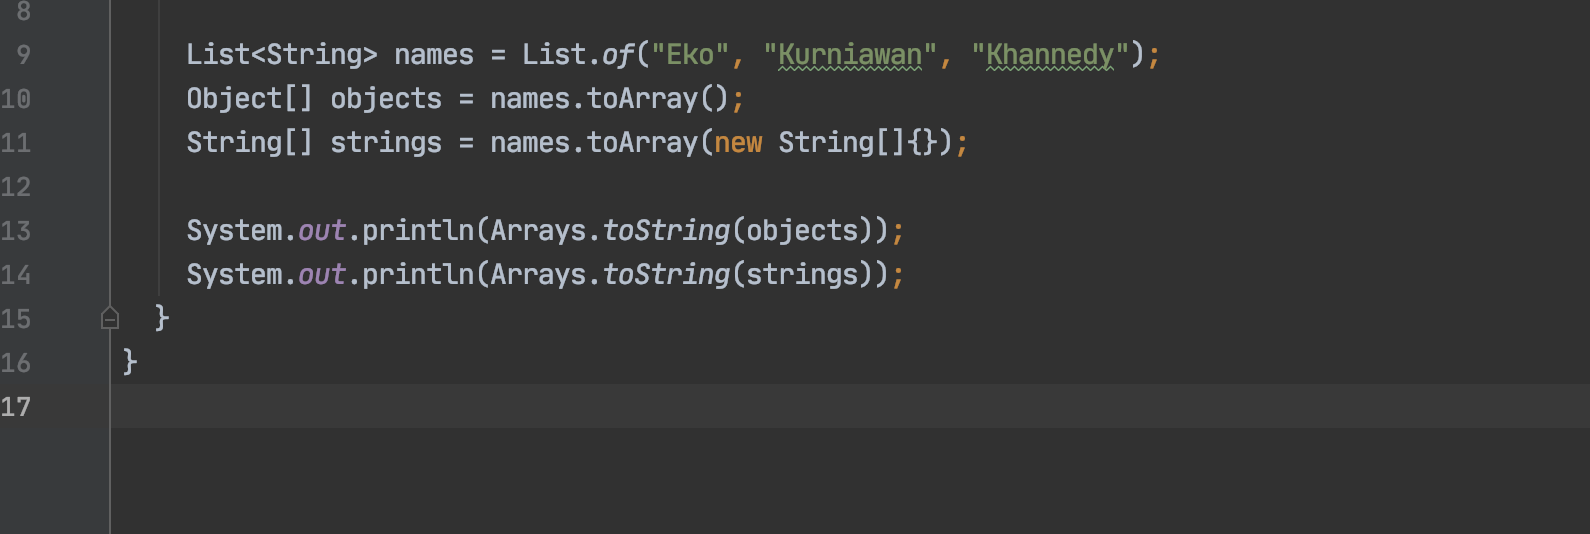 8
9 List<String> names = List.of("Eko", "Kurniawan", "Khannedy");
10 Object[] objects = names.toArray();
11 String[] strings = names.toArray(new String[]{});
12
13 System.out.println(Arrays.toString(objects));
14 System.out.println(Arrays.toString(strings));
15 }
16 }
17